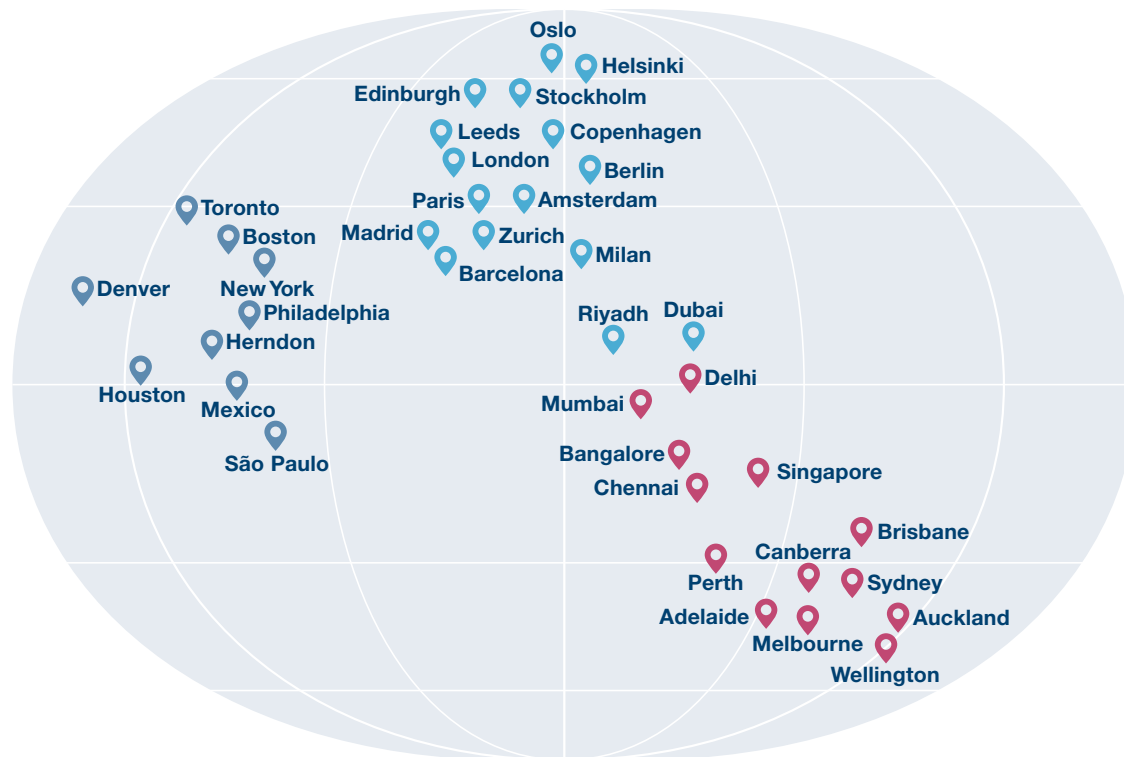 Oslo
Helsinki
Edinburgh
Stockholm
Leeds
Copenhagen
London
Berlin
Paris
Amsterdam
Toronto
Madrid
Zurich
Boston
Milan
Barcelona
Denver
New York
Riyadh
Dubai
Philadelphia
Herndon
Delhi
Houston
Mumbai
Mexico
Bangalore
São Paulo
Singapore
Chennai
Brisbane
Canberra
Perth
Sydney
Adelaide
Auckland
Melbourne
Wellington